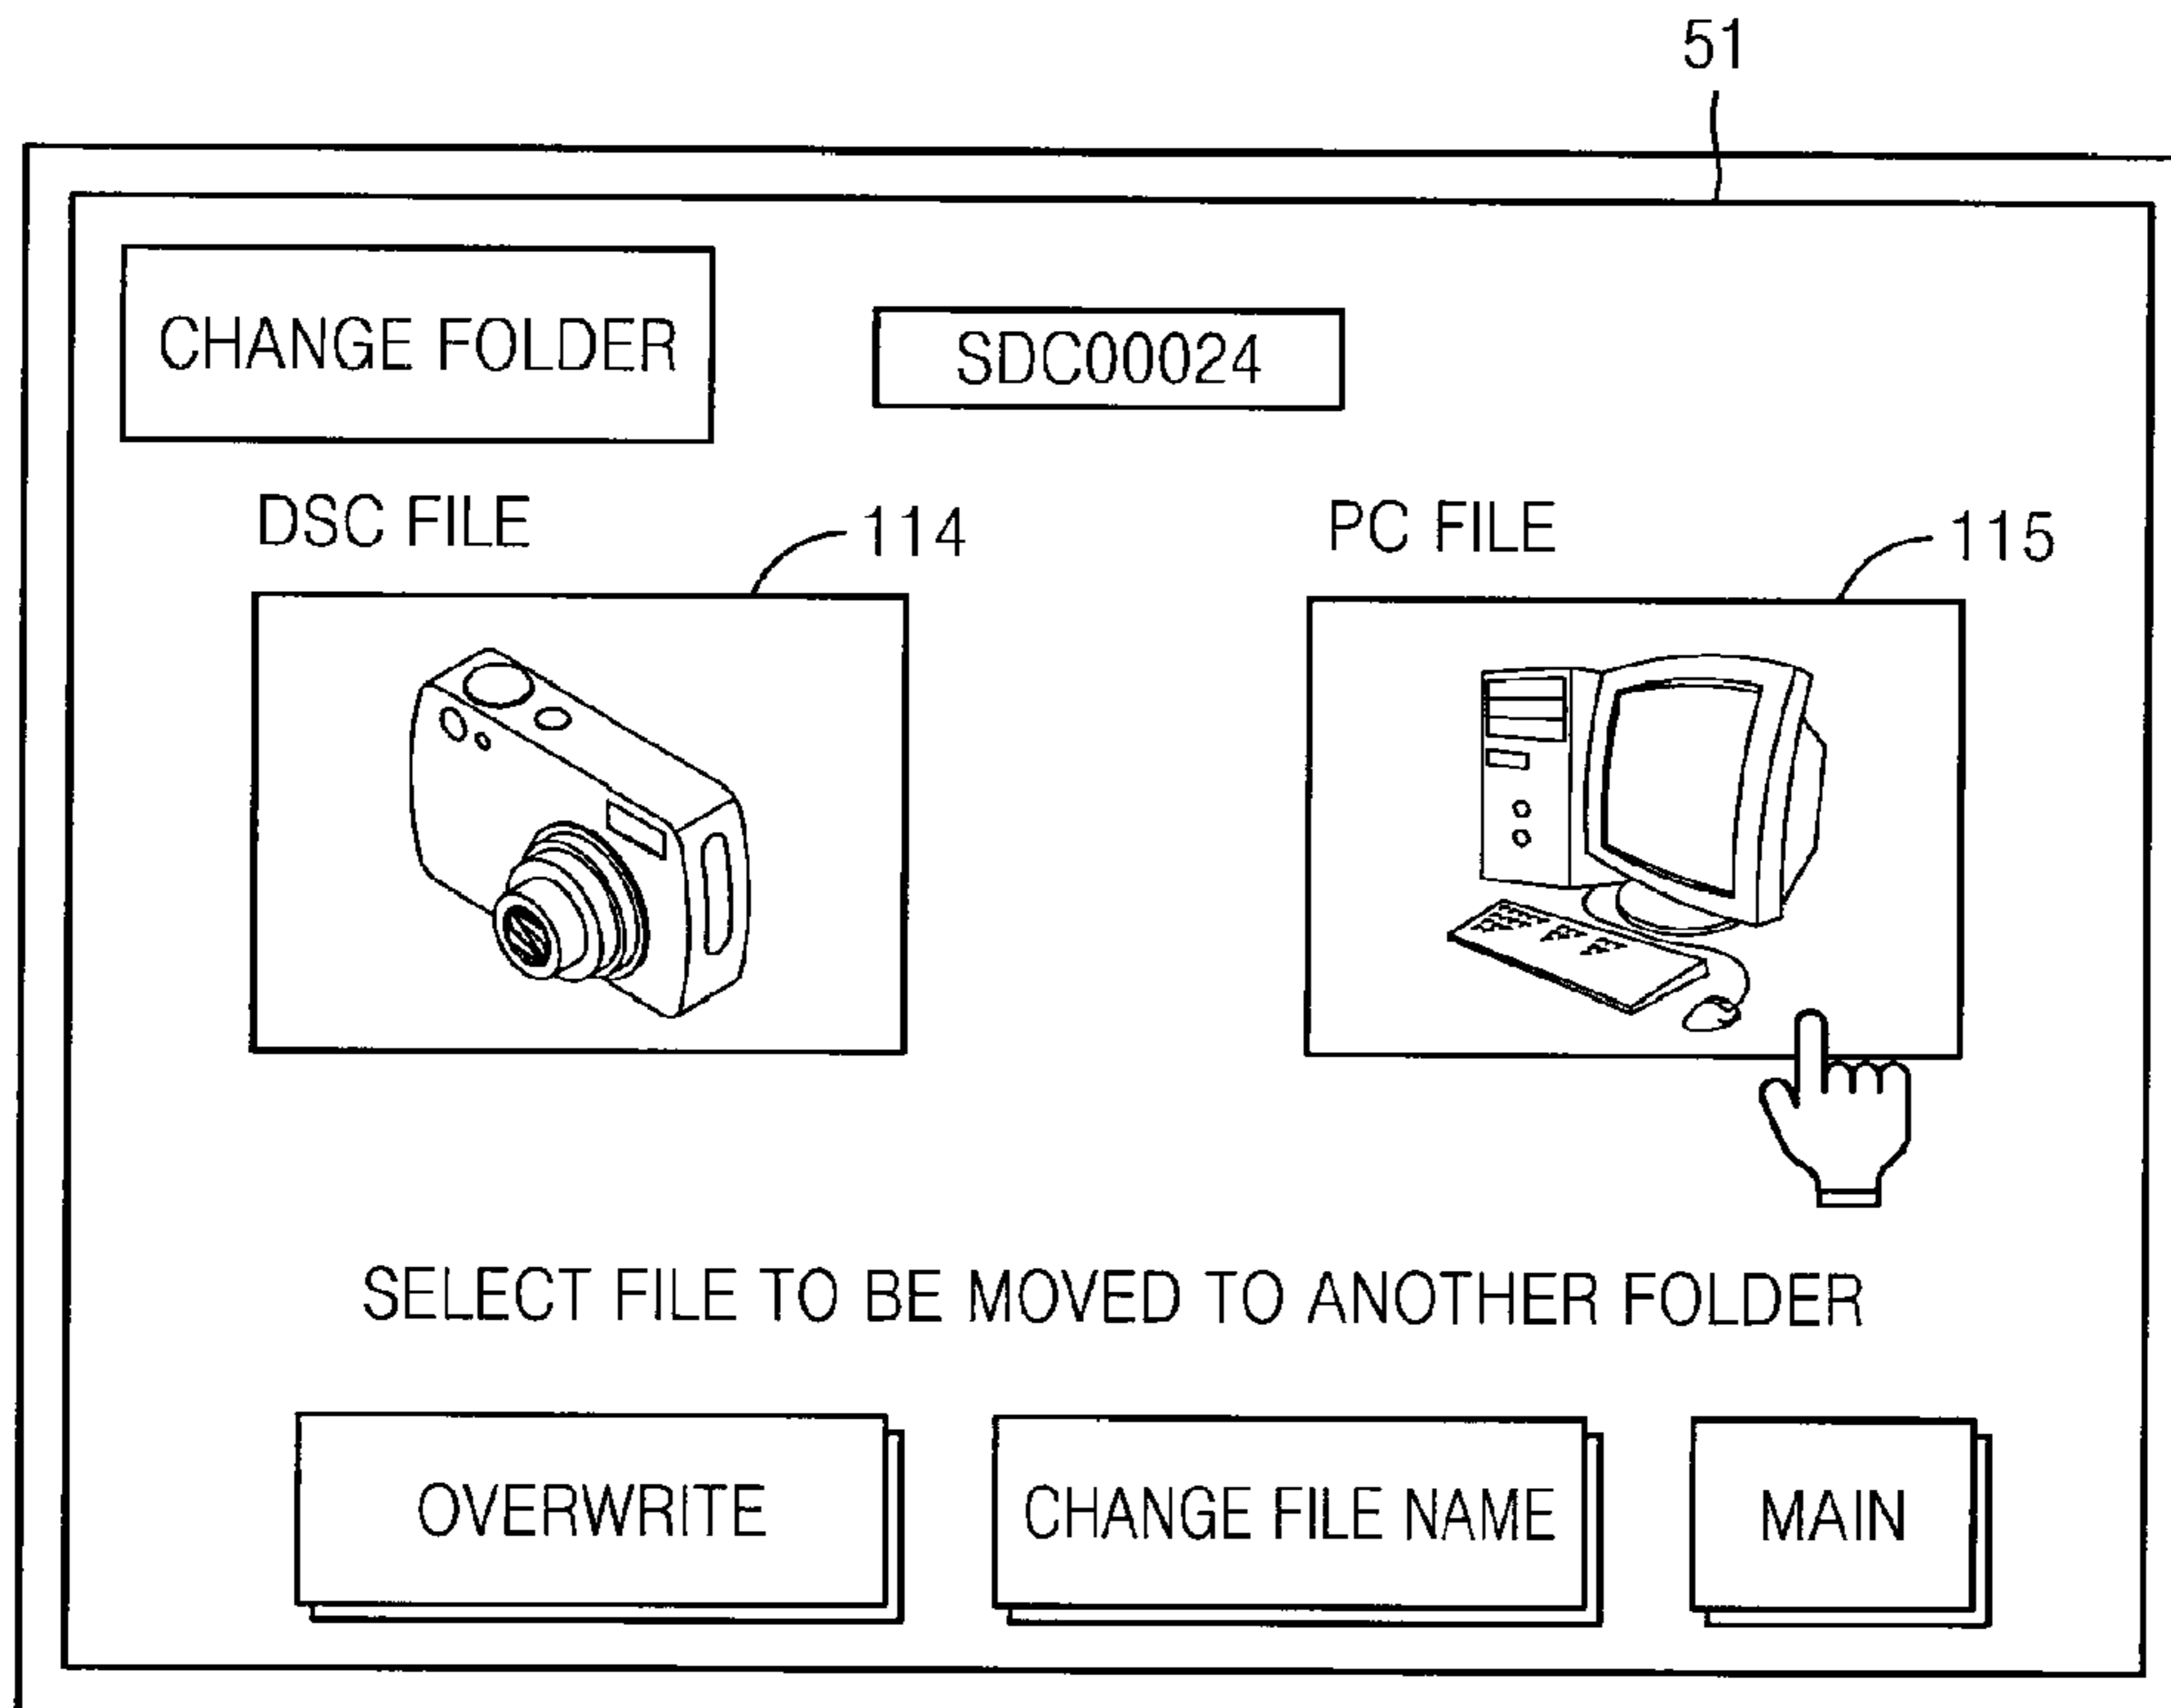 51
CHANGE FOLDER
SDC00024
DSC FILE
114
PC FILE
115
SELECT FILE TO BE MOVED TO ANOTHER FOLDER
OVERWRITE
CHANGE FILE NAME
MAIN